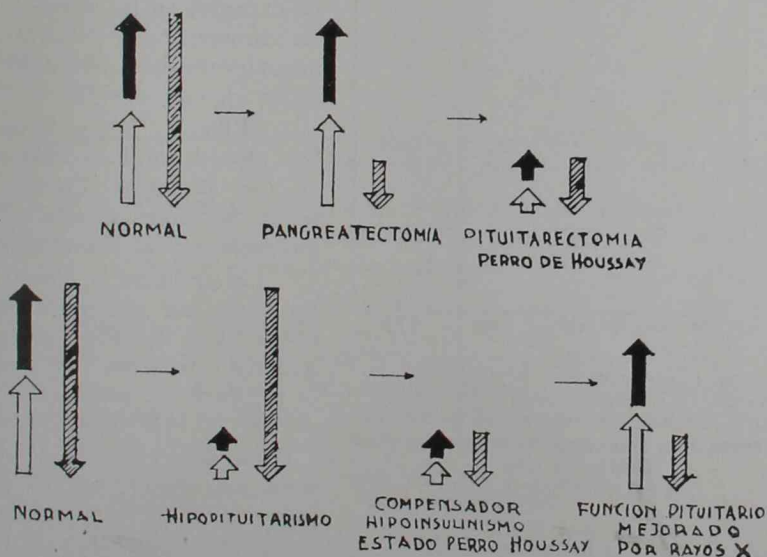 NORMAL
PANGREATECTOMIA
PITUITARECTOMIA
PERRO DE HOUSSAY
NORMAL
HIPOPITUITARISMO
COMPENSADOR
HIPOINSULINISMO
ESTADO PERRO HOUSSAY
FUNCION PITUITARIO
MEJORADO
POR RAYOS X